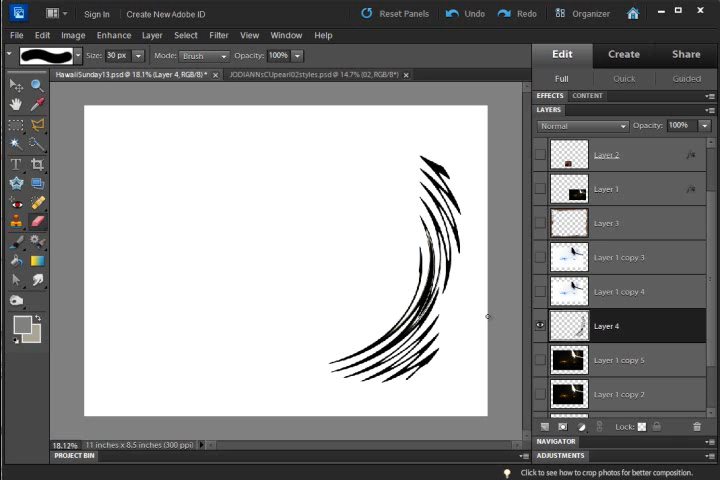 Sign In
Create New Adobe ID
Reset Panels
Undo
Redo
Organizer
File Edit Image Enhance Layer Select Filter View Window Help
Size: 30 px
Mode: Brush
Opacity: 100%
Edit Create Share
HawaiiSunday13.psd @ 18.1% (Layer 4, RGB/8) *
JODIANNsCUpearl02styles.psd @ 14.7% (02, RGB/8*)
Full Quick Guided
EFFECTS CONTENT
LAYERS
Normal
Opacity: 100%
Layer 2
Layer 1
Layer 3
Layer 1 copy 3
Layer 1 copy 4
Layer 4
Layer 1 copy 5
Layer 1 copy 2
Lock:
18.12%
11 inches x 8.5 inches (300 ppi)
NAVIGATOR
PROJECT BIN
ADJUSTMENTS
Click to see how to crop photos for better composition.